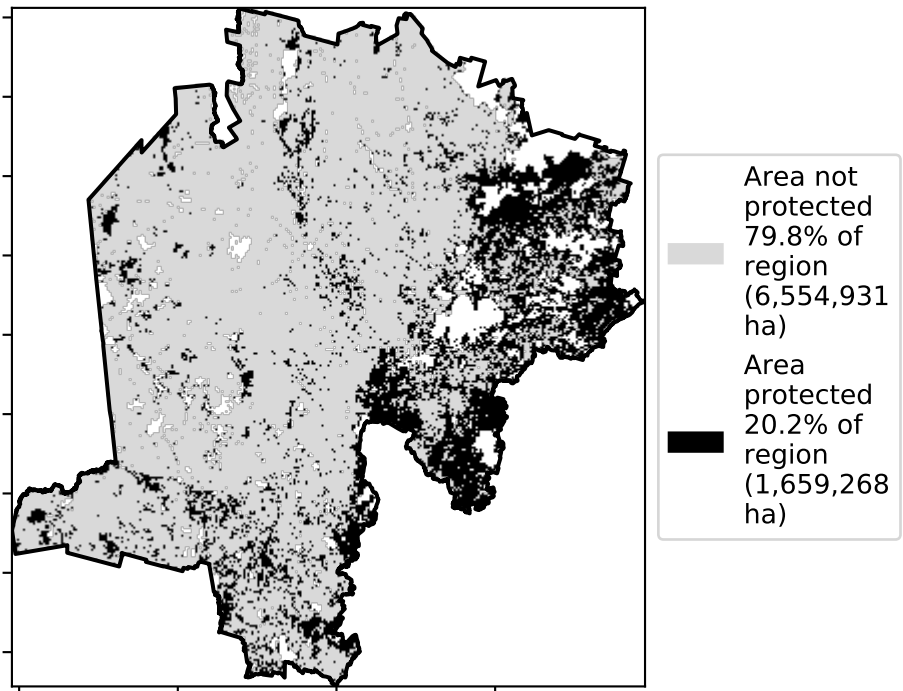 Area not
protected
79.8% of
region
(6,554,931
ha)
Area
protected
20.2% of
region
(1,659,268
ha)